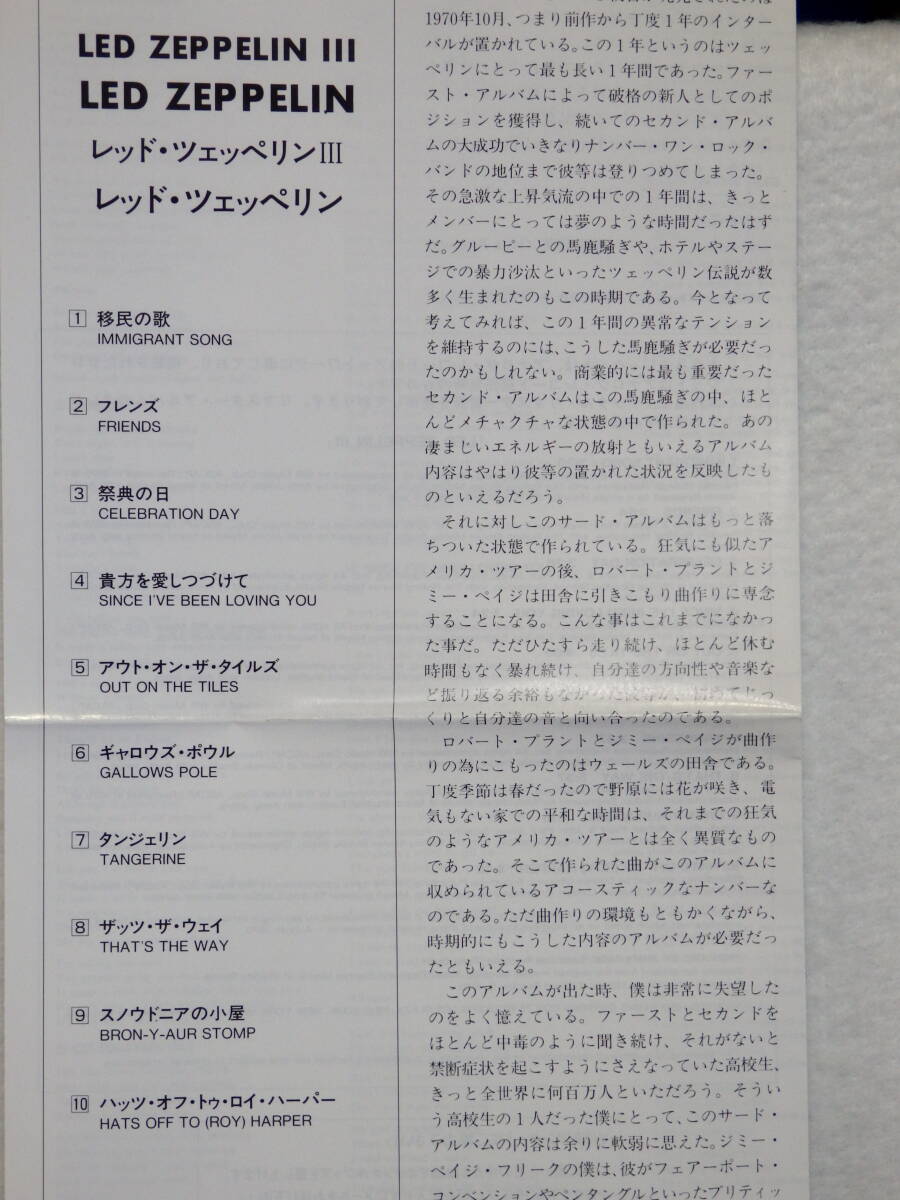 LED ZEPPELIN III
LED ZEPPELIN
レッド・ツェッペリンIII
レッド・ツェッペリン
1 移民の歌
IMMIGRANT SONG
2 フレンズ
FRIENDS
3 祭典の日
CELEBRATION DAY
4 貴方を愛しつづけて
SINCE I'VE BEEN LOVING YOU
5 アウト・オン・ザ・タイルズ
OUT ON THE TILES
6 ギャロウズ・ポウル
GALLOWS POLE
7 タンジェリン
TANGERINE
8 ザッツ・ザ・ウェイ
THAT'S THE WAY
9 スノウドニアの小屋
BRON-Y-AUR STOMP
10 ハッツ・オフ・トゥ・ロイ・ハーパー
HATS OFF TO (ROY) HARPER
1970年10月、つまり前作から丁度1年のインター
バルが置かれている。この1年というのはツェッ
ペリンにとって最も長い1年間であった。ファー
スト・アルバムによって破格の新人としてのポ
ジションを獲得し、続いてのセカンド・アルバ
ムの大成功でいきなりナンバー・ワン・ロック・
バンドの地位まで彼等は登りつめてしまった。
その急激な上昇気流の中での1年間は、きっと
メンバーにとっては夢のような時間だったはず
だ。グルーピーとの馬鹿騒ぎや、ホテルやステー
ジでの暴力沙汰といったツェッペリン伝説が数
多く生まれたのもこの時期である。今となって
考えてみれば、この1年間の異常なテンション
を維持するのには、こうした馬鹿騒ぎが必要だっ
たのかもしれない。商業的には最も重要だった
セカンド・アルバムはこの馬鹿騒ぎの中、ほと
んどメチャクチャな状態の中で作られた。あの
凄まじいエネルギーの放射ともいえるアルバム
内容はやはり彼等の置かれた状況を反映したも
のといえるだろう。
それに対しこのサード・アルバムはもっと落
ちついた状態で作られている。狂気にも似たア
メリカ・ツアーの後、ロバート・プラントとジ
ミー・ペイジは田舎に引きこもり曲作りに専念
することになる。こんな事はこれまでになかっ
た事だ。ただひたすら走り続け、ほとんど休む
時間もなく暴れ続け、自分達の方向性や音楽な
ど振り返る余裕もなかった彼等が、初めてじっ
くりと自分達の音と向い合ったのである。
ロバート・プラントとジミー・ペイジが曲作
りの為にこもったのはウェールズの田舎である。
丁度季節は春だったので野原には花が咲き、電
気もない家での平和な時間は、それまでの狂気
のようなアメリカ・ツアーとは全く異質なもの
であった。そこで作られた曲がこのアルバムに
収められているアコースティックなナンバーな
のである。ただ曲作りの環境もともかくながら、
時期的にもこうした内容のアルバムが必要だっ
たともいえる。
このアルバムが出た時、僕は非常に失望した
のをよく憶えている。ファーストとセカンドを
ほとんど中毒のように聞き続け、それがないと
禁断症状を起こすようにさえなっていた高校生、
きっと全世界に何百万人といただろう。そうい
う高校生の1人だった僕にとって、このサード・
アルバムの内容は余りに軟弱に思えた。ジミー・
ペイジ・フリークの僕は、彼がフェアーポート・
コンベンションやペンタングルといったブリティッ